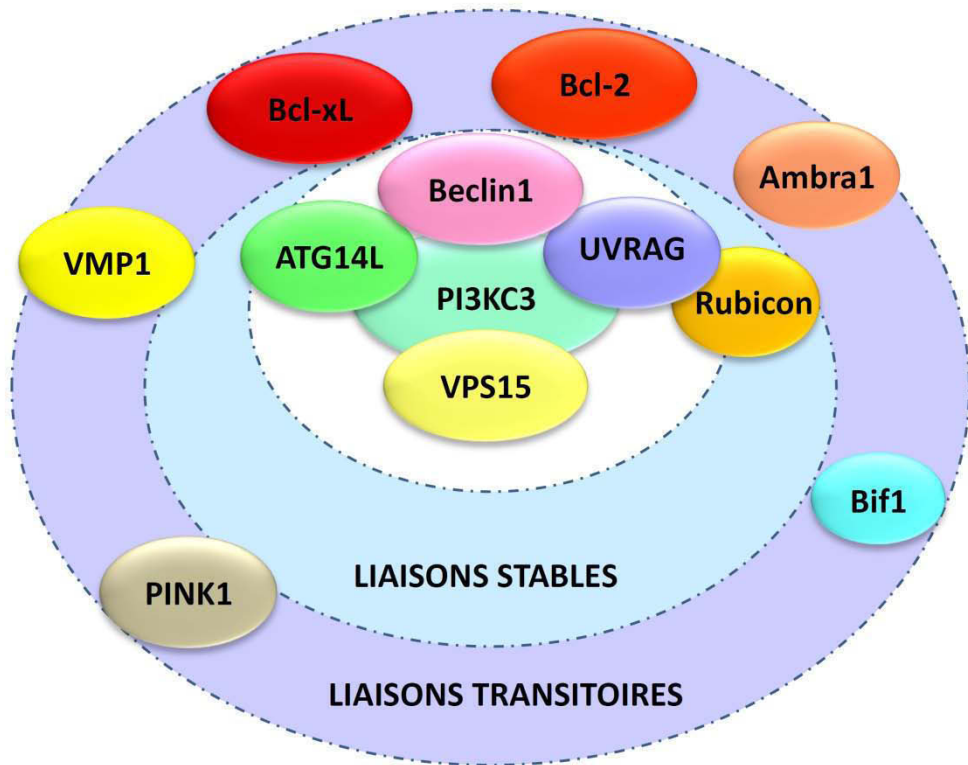 Bcl-2
Bcl-xL
Ambra1
Beclin1
UVRAG
ATG14L
VMP1
PI3KC3
Rubicon
VPS15
Bif1
LIAISONS STABLES
PINK1
LIAISONS TRANSITOIRES